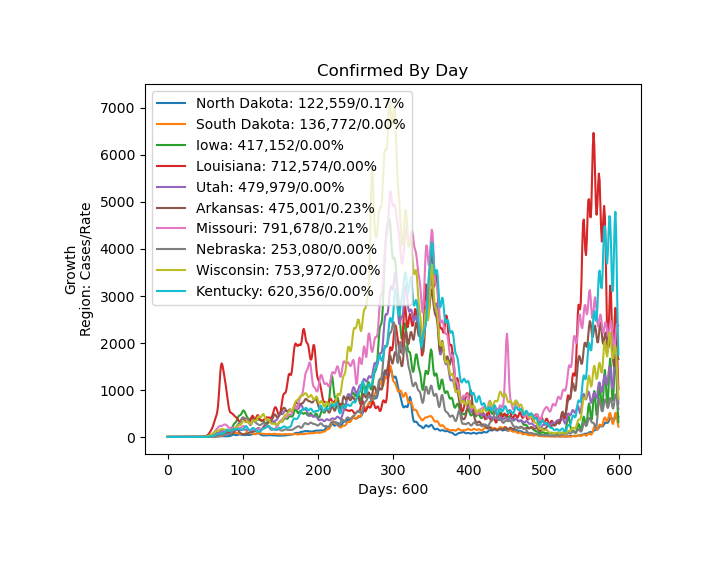 Confirmed By Day
7000
6000
5000
4000
3000
2000
1000
0
Growth
Region: Cases/Rate
North Dakota: 122,559/0.17%
South Dakota: 136,772/0.00%
Iowa: 417,152/0.00%
Louisiana: 712,574/0.00%
Utah: 479,979/0.00%
Arkansas: 475,001/0.23%
Missouri: 791,678/0.21%
Nebraska: 253,080/0.00%
Wisconsin: 753,972/0.00%
Kentucky: 620,356/0.00%
0 100 200 300 400 500 600
Days: 600